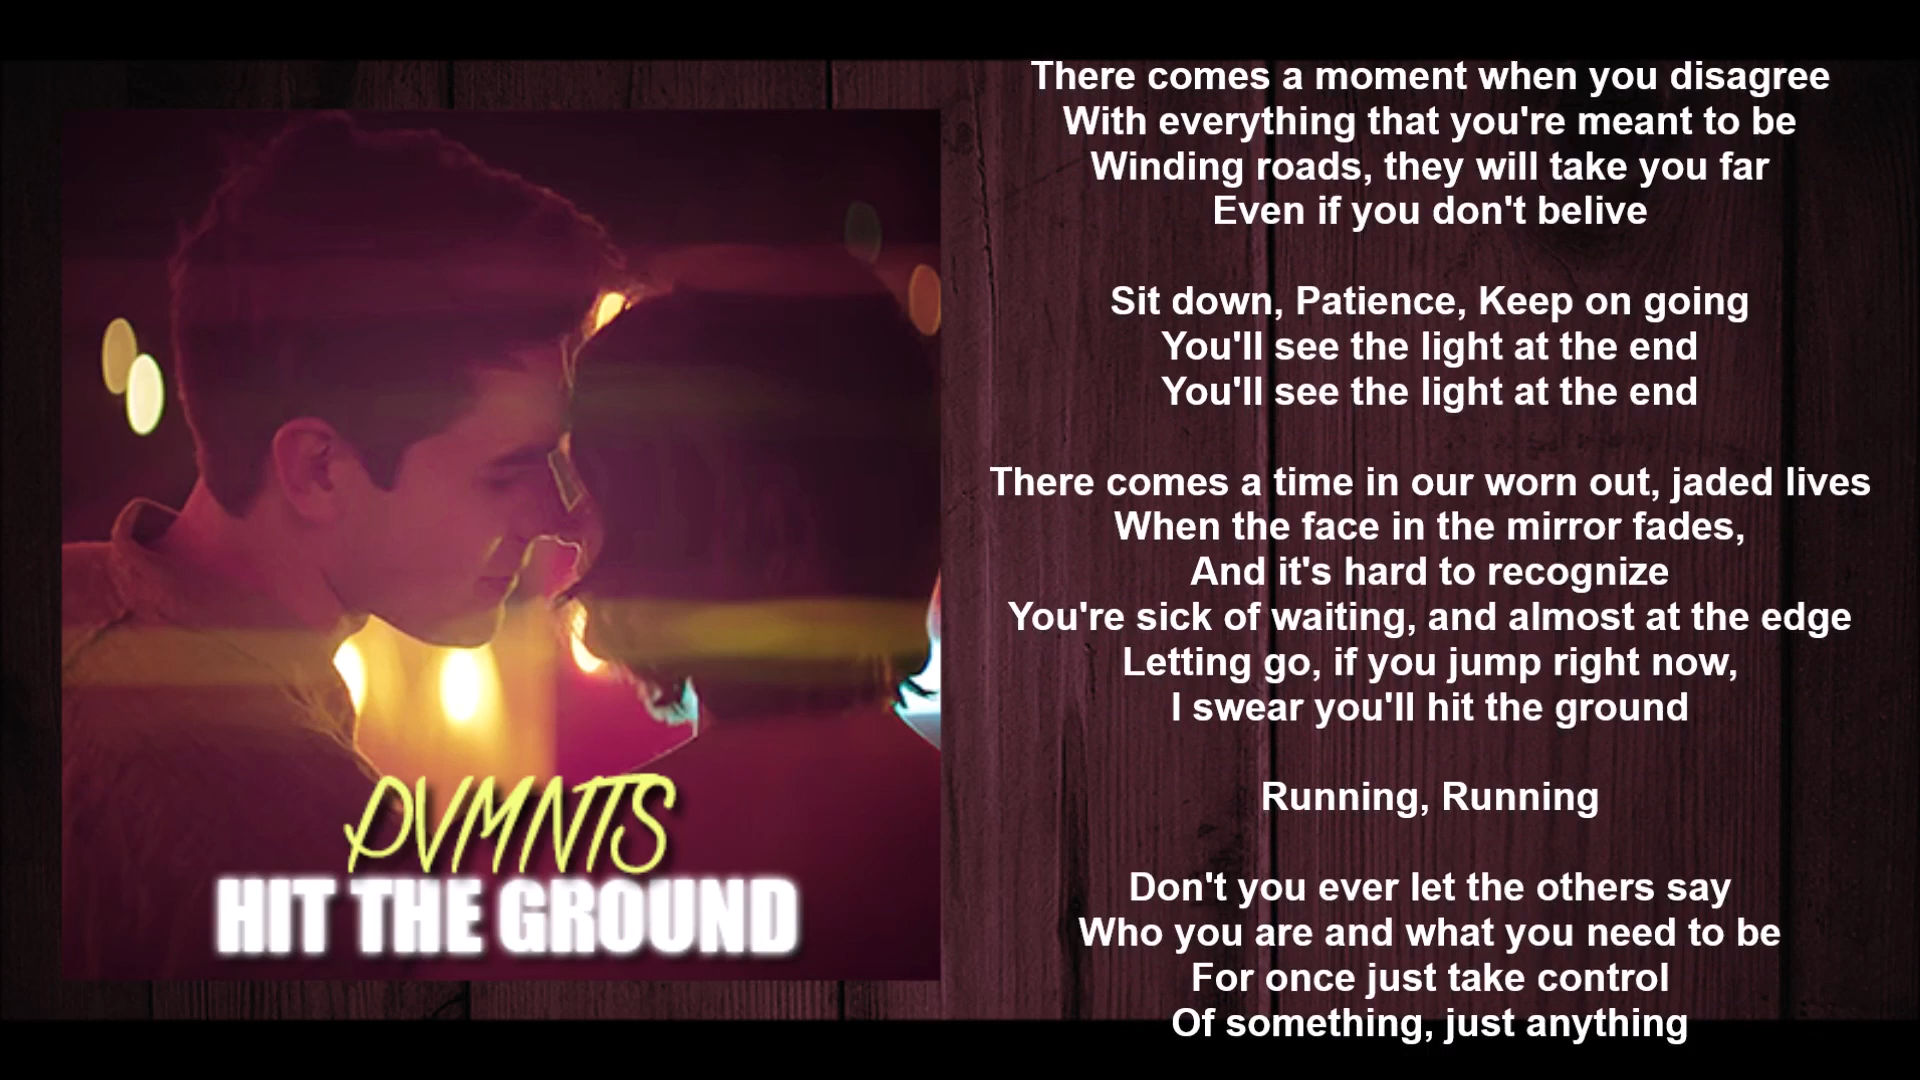 PVMNTS
HIT THE GROUND
There comes a moment when you disagree
With everything that you're meant to be
Winding roads, they will take you far
Even if you don't belive
Sit down, Patience, Keep on going
You'll see the light at the end
You'll see the light at the end
There comes a time in our worn out, jaded lives
When the face in the mirror fades,
And it's hard to recognize
You're sick of waiting, and almost at the edge
Letting go, if you jump right now,
I swear you'll hit the ground
Running, Running
Don't you ever let the others say
Who you are and what you need to be
For once just take control
Of something, just anything